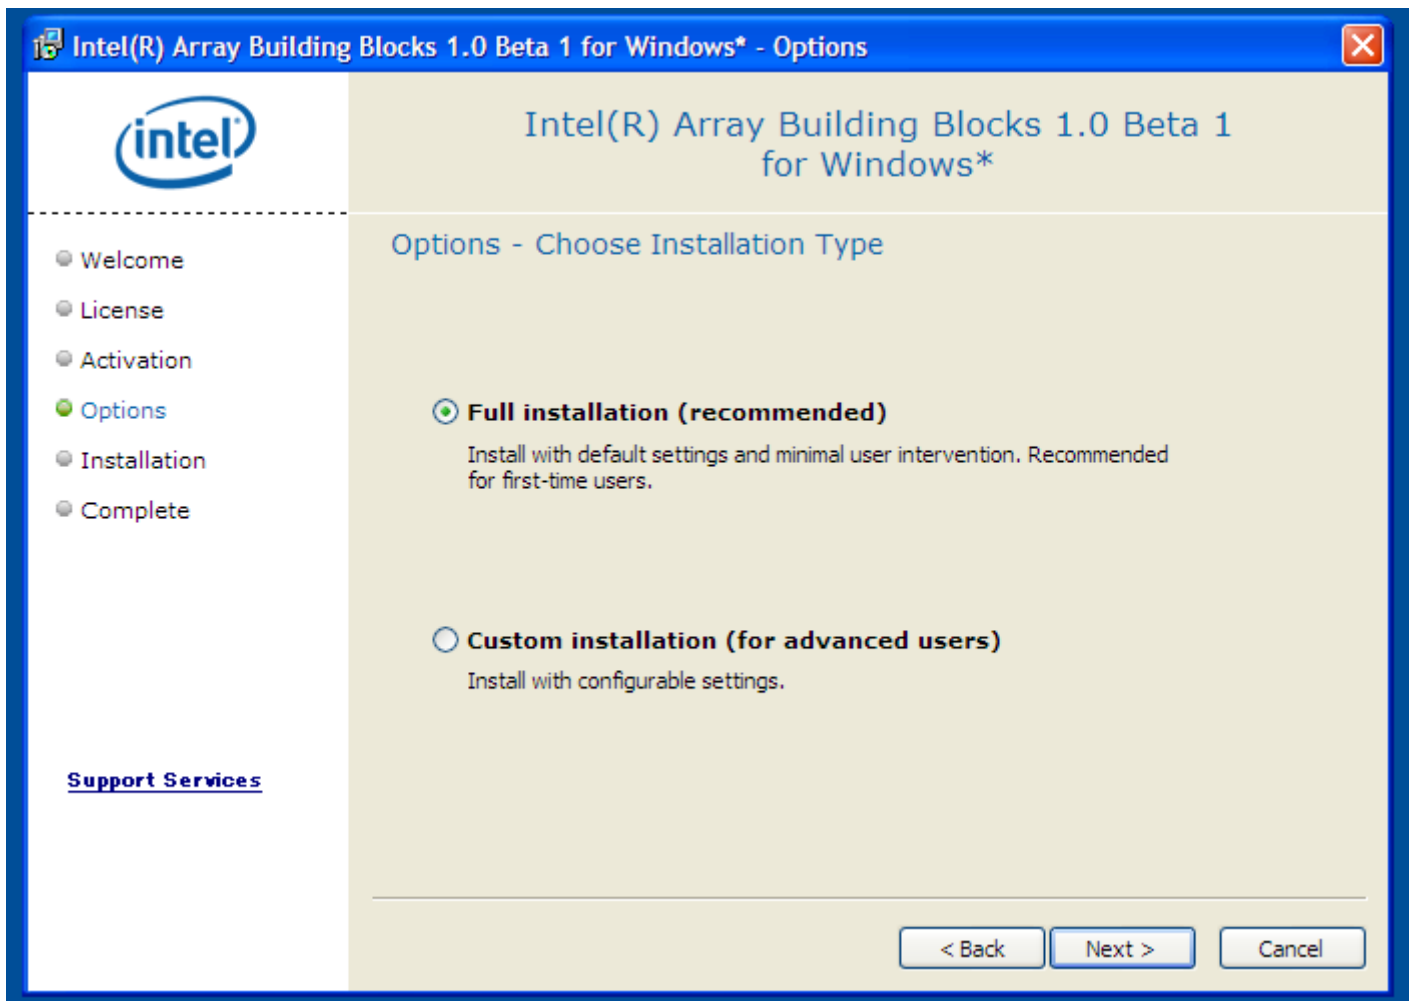 Intel(R) Array Building Blocks 1.0 Beta 1 for Windows* - Options
intel
Intel(R) Array Building Blocks 1.0 Beta 1
for Windows*
Welcome
License
Activation
Options
Installation
Complete
Support Services
Options - Choose Installation Type
Full installation (recommended)
Install with default settings and minimal user intervention. Recommended
for first-time users.
Custom installation (for advanced users)
Install with configurable settings.
< Back
Next >
Cancel